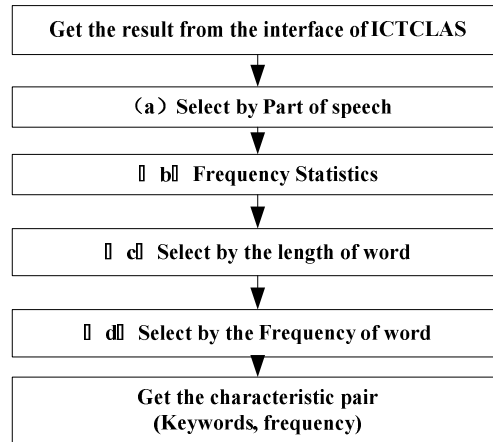 Get the result from the interface of ICTCLAS
(a) Select by Part of speech
▯ b▯ Frequency Statistics
▯ c▯ Select by the length of word
▯ d▯ Select by the Frequency of word
Get the characteristic pair
(Keywords, frequency)